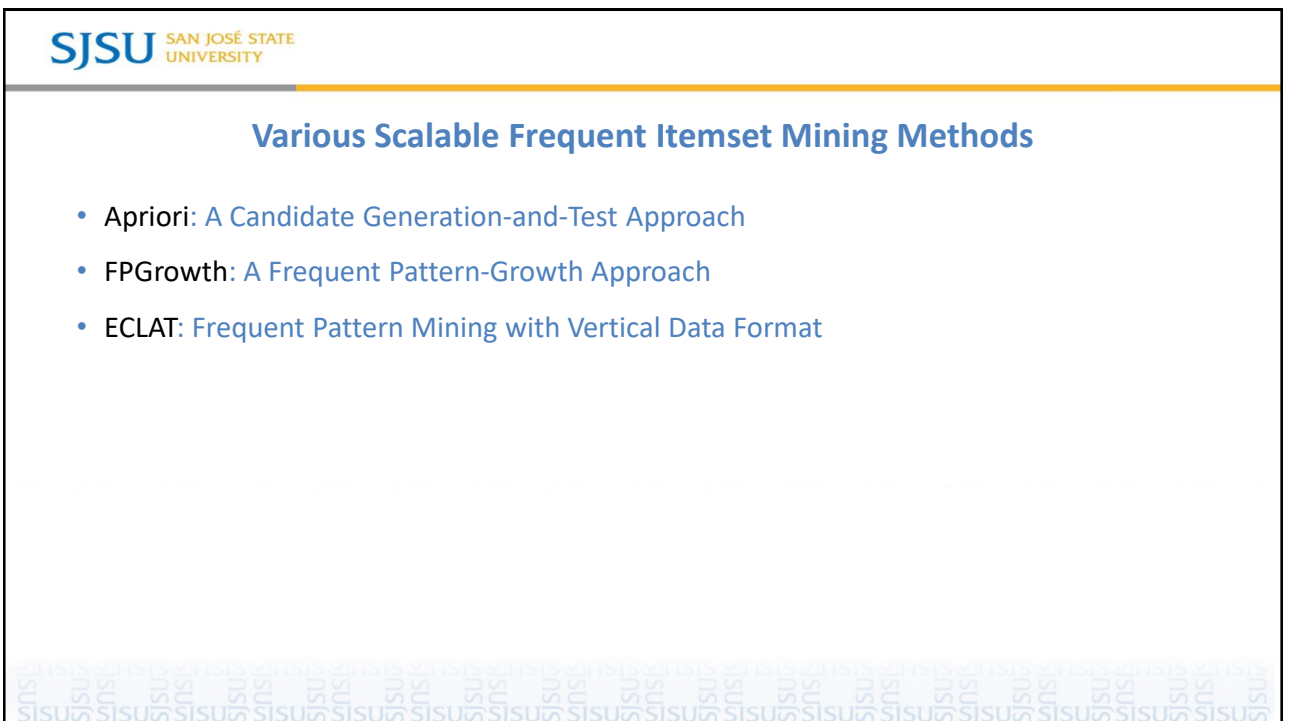 SJSU SAN JOSÉ STATE
UNIVERSITY
Various Scalable Frequent Itemset Mining Methods
• Apriori: A Candidate Generation-and-Test Approach
• FPGrowth: A Frequent Pattern-Growth Approach
• ECLAT: Frequent Pattern Mining with Vertical Data Format